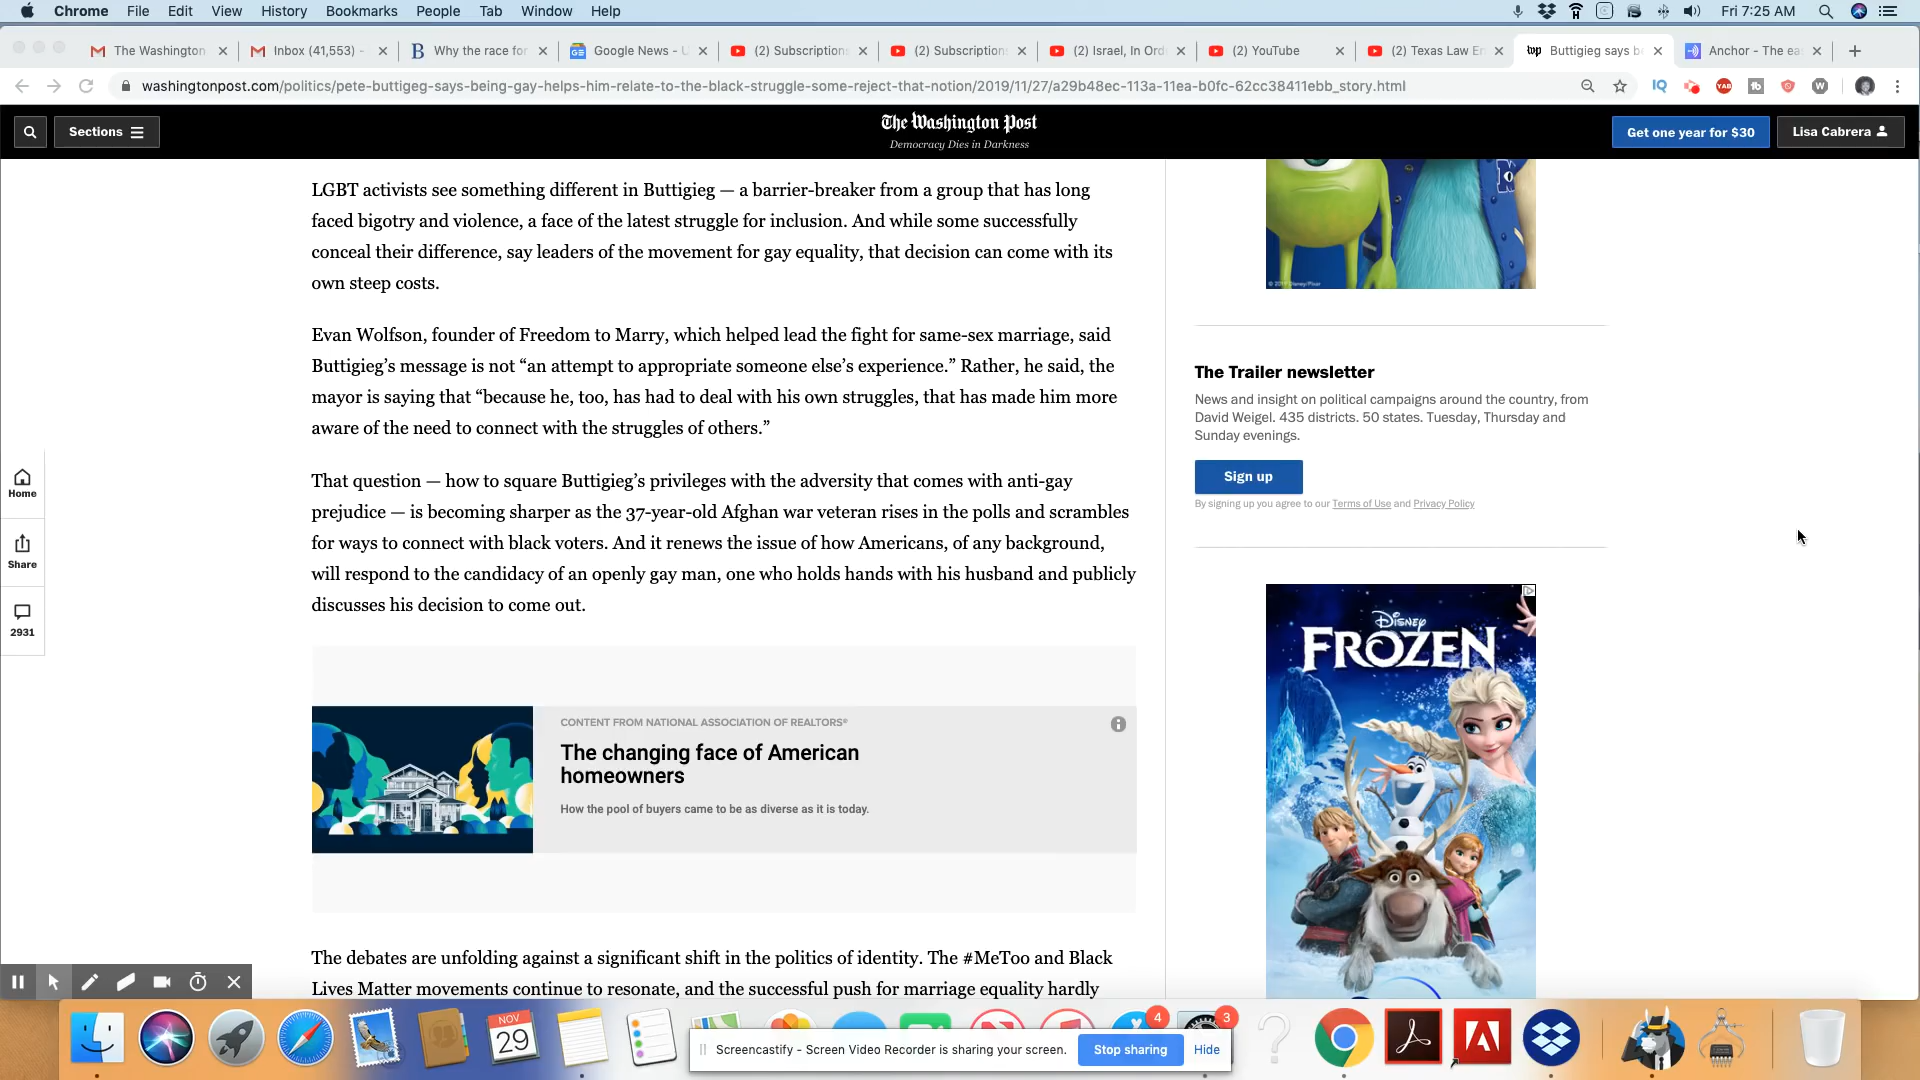 Chrome File Edit View History Bookmarks People Tab Window Help Fri 7:25 AM
The Washington Inbox (41,553) - Why the race for Google News - U (2) Subscription (2) Subscription (2) Israel, In Ord (2) YouTube (2) Texas Law En Buttigieg says b Anchor - The ea
washingtonpost.com/politics/pete-buttigeg-says-being-gay-helps-him-relate-to-the-black-struggle-some-reject-that-notion/2019/11/27/a29b48ec-113a-11ea-b0fc-62cc38411ebb_story.html
Sections
The Washington Post
Democracy Dies in Darkness
Get one year for $30
Lisa Cabrera
LGBT activists see something different in Buttigieg — a barrier-breaker from a group that has long
faced bigotry and violence, a face of the latest struggle for inclusion. And while some successfully
conceal their difference, say leaders of the movement for gay equality, that decision can come with its
own steep costs.
Evan Wolfson, founder of Freedom to Marry, which helped lead the fight for same-sex marriage, said
Buttigieg’s message is not “an attempt to appropriate someone else’s experience.” Rather, he said, the
mayor is saying that “because he, too, has had to deal with his own struggles, that has made him more
aware of the need to connect with the struggles of others.”
That question — how to square Buttigieg’s privileges with the adversity that comes with anti-gay
prejudice — is becoming sharper as the 37-year-old Afghan war veteran rises in the polls and scrambles
for ways to connect with black voters. And it renews the issue of how Americans, of any background,
will respond to the candidacy of an openly gay man, one who holds hands with his husband and publicly
discusses his decision to come out.
CONTENT FROM NATIONAL ASSOCIATION OF REALTORS®
The changing face of American
homeowners
How the pool of buyers came to be as diverse as it is today.
The debates are unfolding against a significant shift in the politics of identity. The #MeToo and Black
Lives Matter movements continue to resonate, and the successful push for marriage equality hardly
Home
Share
2931
© 2019 Disney/Pixar
The Trailer newsletter
News and insight on political campaigns around the country, from
David Weigel. 435 districts. 50 states. Tuesday, Thursday and
Sunday evenings.
Sign up
By signing up you agree to our Terms of Use and Privacy Policy
DISNEY
FROZEN
NOV
29
4
3
Screencastify - Screen Video Recorder is sharing your screen.
Stop sharing
Hide